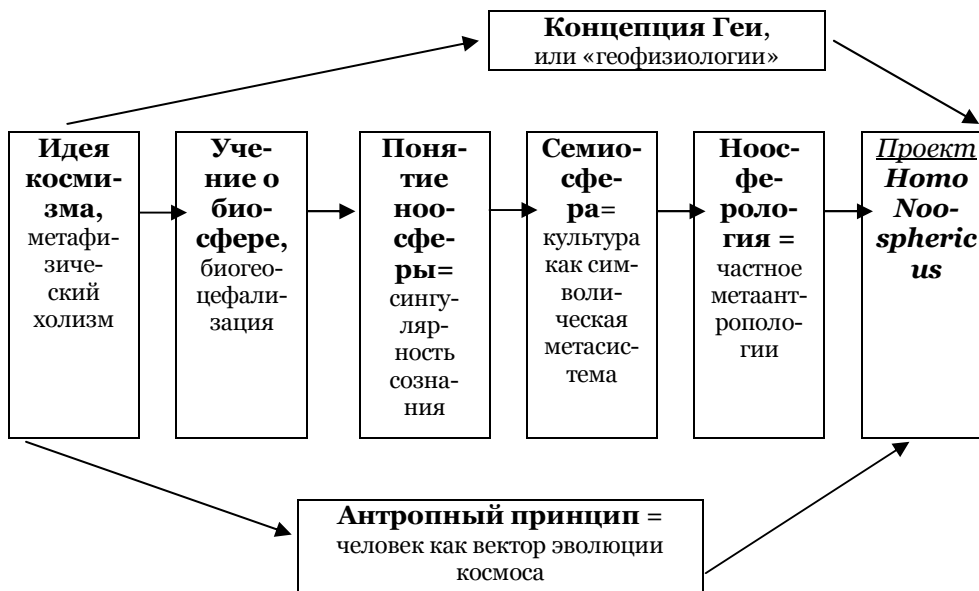 Концепция Геи,
или «геофизиологии»
Идея
косми-
зма,
метафи-
зиче-
ский
холизм
Уче-
ние о
био-
сфере,
биогео-
цефали-
зация
Поня-
тие
ноо-
сфе-
ры=
сингу-
ляр-
ность
созна-
ния
Семио-
сфе-
ра=
культура
как сим-
воли-
ческая
метасис-
тема
Ноос-
фе-
роло-
гия =
частное
метаант-
рополо-
гии
Проект
Homo
Noo-
spheric
us
Антропный принцип =
человек как вектор эволюции
космоса